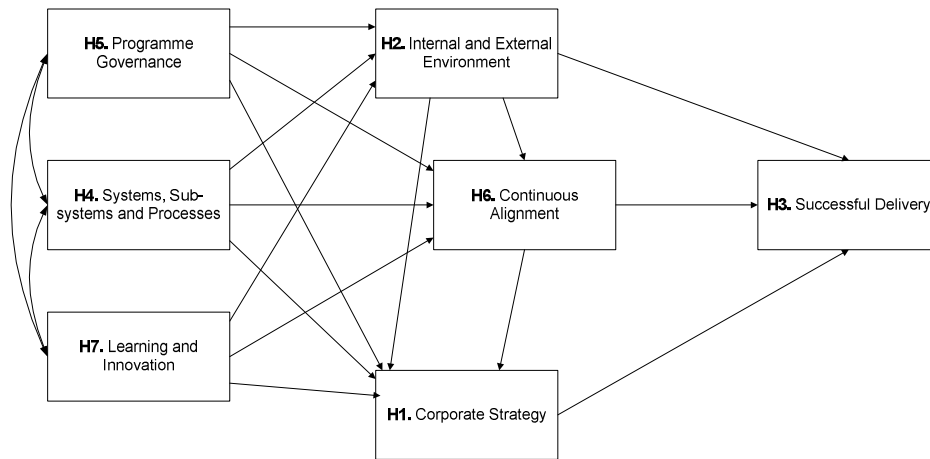 H5. Programme
Governance
H2. Internal and External
Environment
H4. Systems, Sub-
systems and Processes
H6. Continuous
Alignment
H3. Successful Delivery
H7. Learning and
Innovation
H1. Corporate Strategy